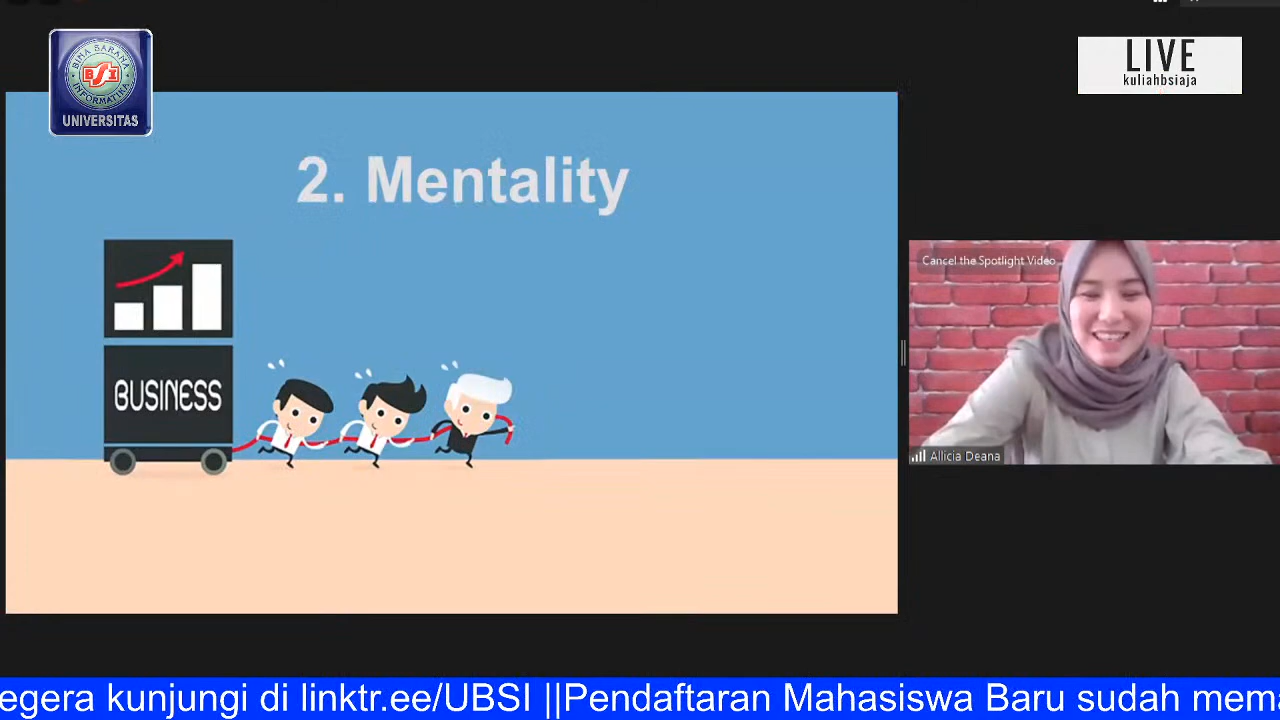 BINA SARANA
BSI
INFORMATIKA
UNIVERSITAS
LIVE
kuliahbsiaja
2. Mentality
BUSINESS
Cancel the Spotlight Video
Allicia Deana
egera kunjungi di linktr.ee/UBSI ||Pendaftaran Mahasiswa Baru sudah mema